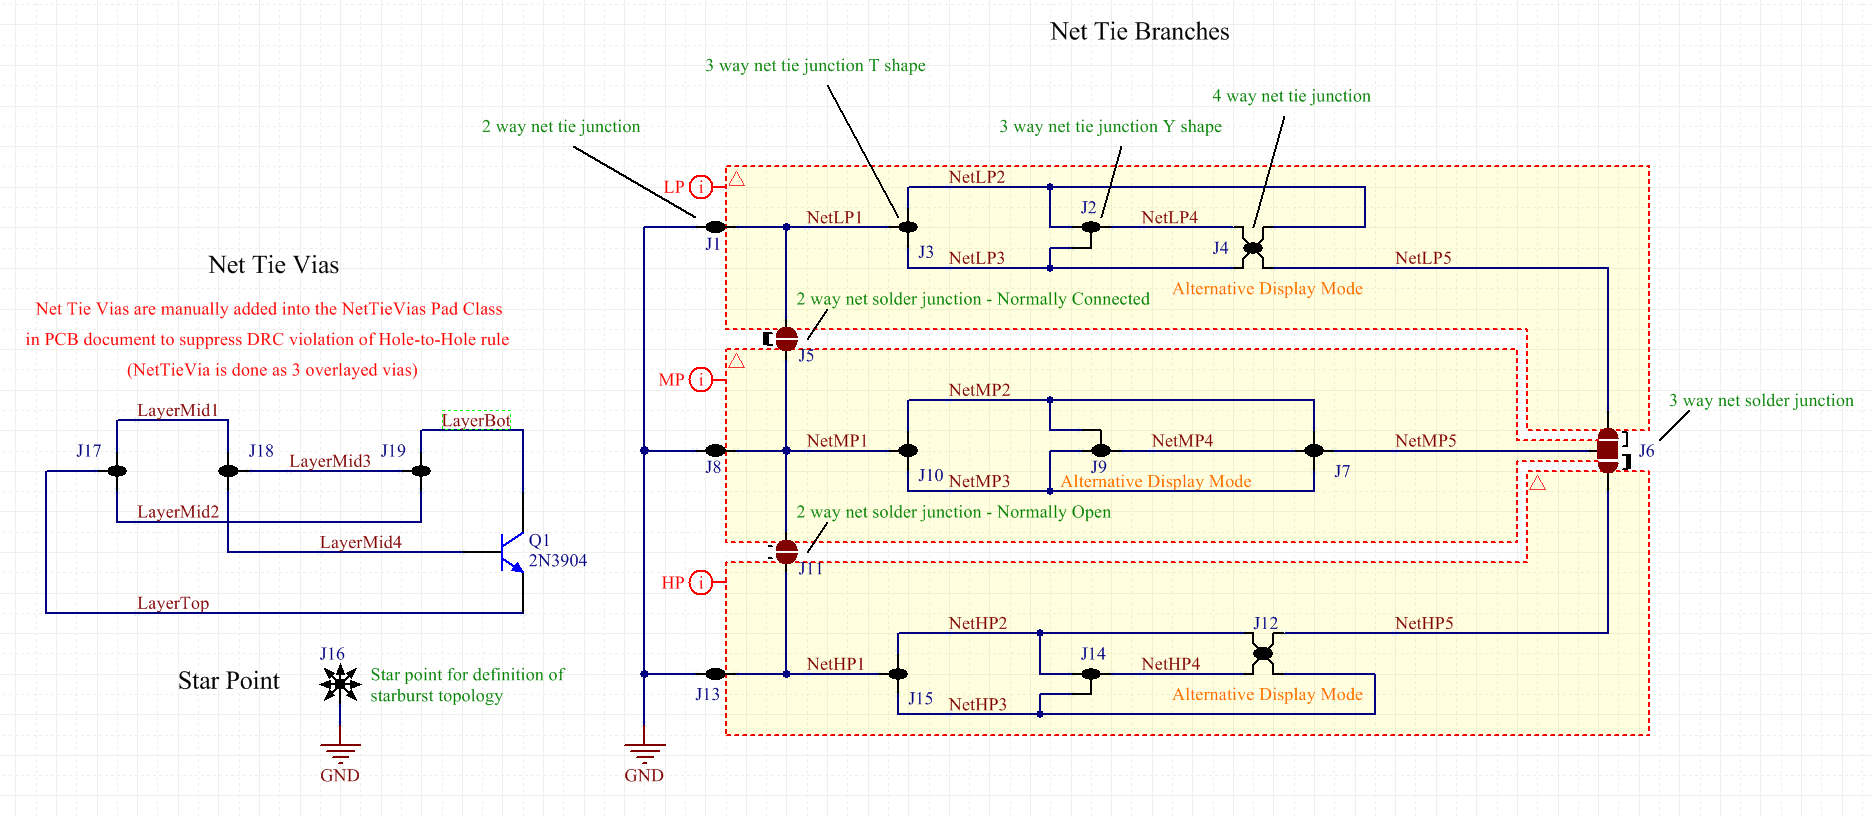 Net Tie Branches
3 way net tie junction T shape
4 way net tie junction
2 way net tie junction
3 way net tie junction Y shape
LP
i
NetLP2
J2
NetLP1
NetLP4
J1
J3
J4
NetLP3
NetLP5
Alternative Display Mode
2 way net solder junction - Normally Connected
J5
MP
i
NetMP2
3 way net solder junction
NetMP1
NetMP4
NetMP5
J6
J8
J10
J9
J7
NetMP3
Alternative Display Mode
2 way net solder junction - Normally Open
J11
HP
i
NetHP2
J12
NetHP5
NetHP1
J14
NetHP4
J13
J15
NetHP3
Alternative Display Mode
GND
Net Tie Vias
Net Tie Vias are manually added into the NetTieVias Pad Class
in PCB document to suppress DRC violation of Hole-to-Hole rule
(NetTieVia is done as 3 overlayed vias)
LayerMid1
LayerBot
J17
J18
J19
LayerMid3
LayerMid2
LayerMid4
Q1
2N3904
LayerTop
J16
Star Point
Star point for definition of
starburst topology
GND